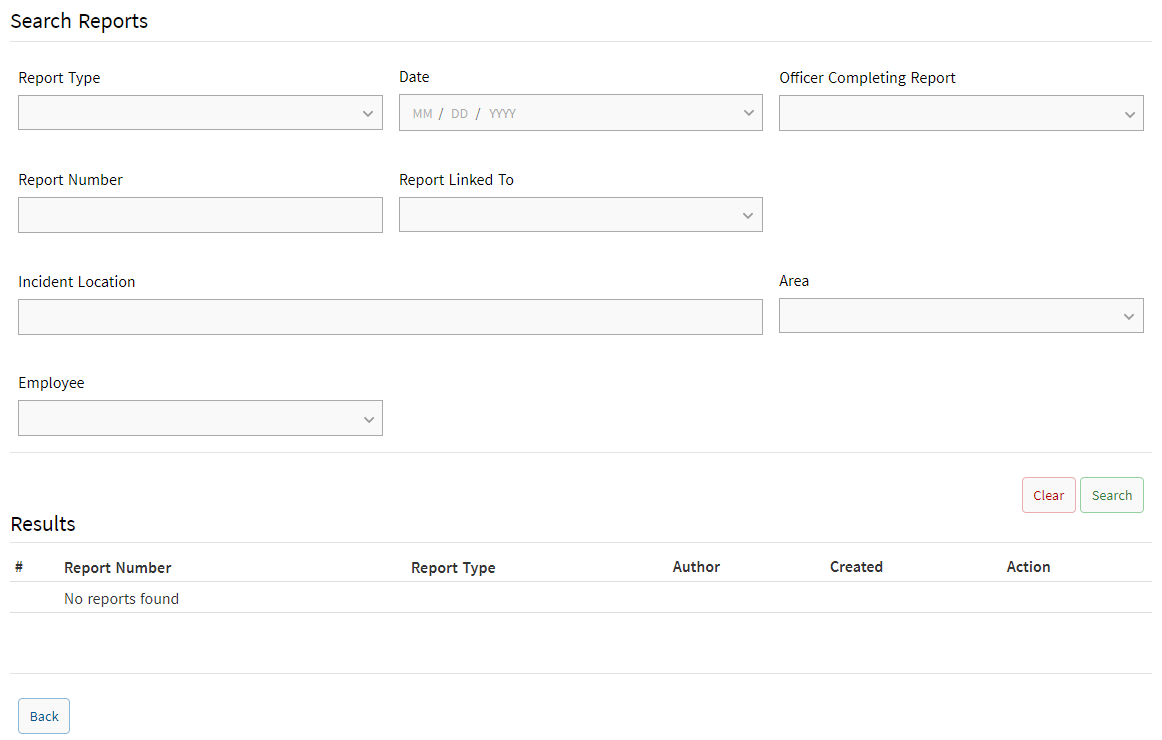 Search Reports
Report Type
Date
Officer Completing Report
MM / DD / YYYY
Report Number
Report Linked To
Incident Location
Area
Employee
Clear
Search
Results
# Report Number Report Type Author Created Action
No reports found
Back